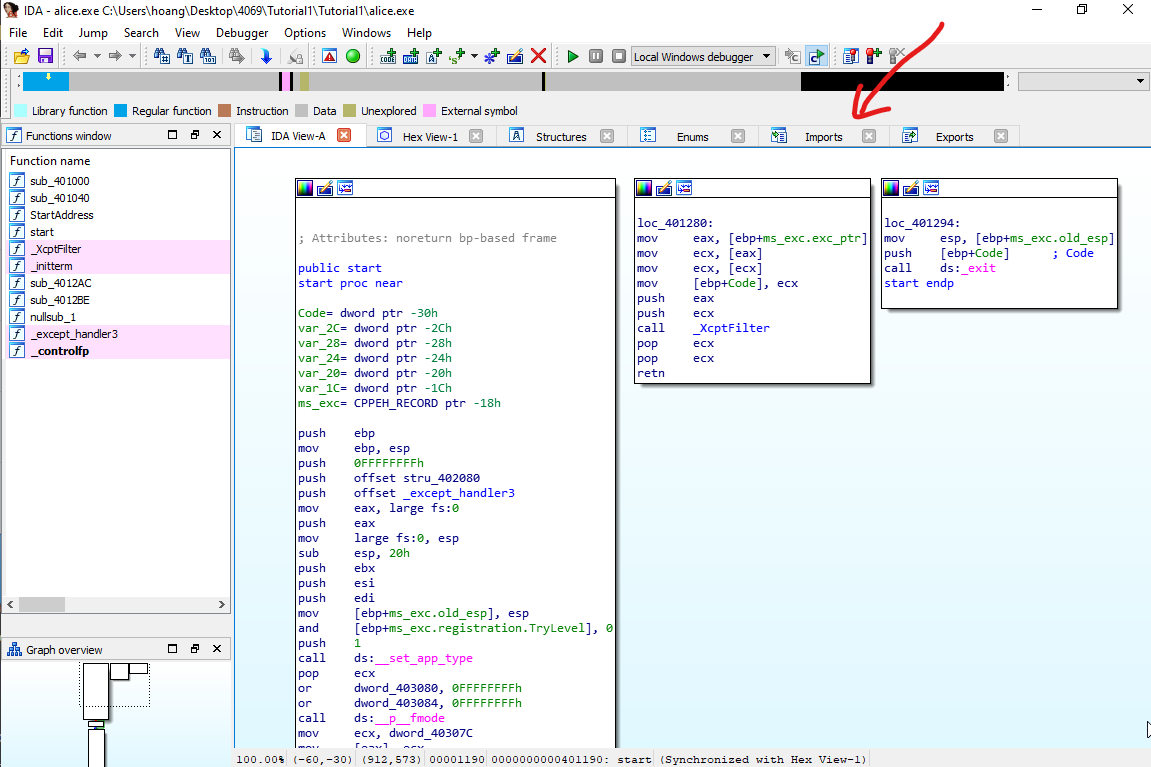 IDA - alice.exe C:\Users\hoang\Desktop\4069\Tutorial1\Tutorial1\alice.exe
File Edit Jump Search View Debugger Options Windows Help
Local Windows debugger
Library function Regular function Instruction Data Unexplored External symbol
Functions window
IDA View-A Hex View-1 Structures Enums Imports Exports
Function name
sub_401000
sub_401040
StartAddress
start
_XcptFilter
_initterm
sub_4012AC
sub_4012BE
nullsub_1
_except_handler3
_controlfp
Graph overview
; Attributes: noreturn bp-based frame
public start
start proc near
Code= dword ptr -30h
var_2C= dword ptr -2Ch
var_28= dword ptr -28h
var_24= dword ptr -24h
var_20= dword ptr -20h
var_1C= dword ptr -1Ch
ms_exc= CPPEH_RECORD ptr -18h
push ebp
mov ebp, esp
push 0FFFFFFFFh
push offset stru_402080
push offset _except_handler3
mov eax, large fs:0
push eax
mov large fs:0, esp
sub esp, 20h
push ebx
push esi
push edi
mov [ebp+ms_exc.old_esp], esp
and [ebp+ms_exc.registration.TryLevel], 0
push 1
call ds:__set_app_type
pop ecx
or dword_403080, 0FFFFFFFFh
or dword_403084, 0FFFFFFFFh
call ds:__p__fmode
mov ecx, dword_40307C
mov [eax], ecx
loc_401280:
mov eax, [ebp+ms_exc.exc_ptr]
mov ecx, [eax]
mov ecx, [ecx]
mov [ebp+Code], ecx
push eax
push ecx
call _XcptFilter
pop ecx
pop ecx
retn
loc_401294:
mov esp, [ebp+ms_exc.old_esp]
push [ebp+Code] ; Code
call ds:_exit
start endp
100.00% (-60,-30) (912,573) 00001190 0000000000401190: start (Synchronized with Hex View-1)